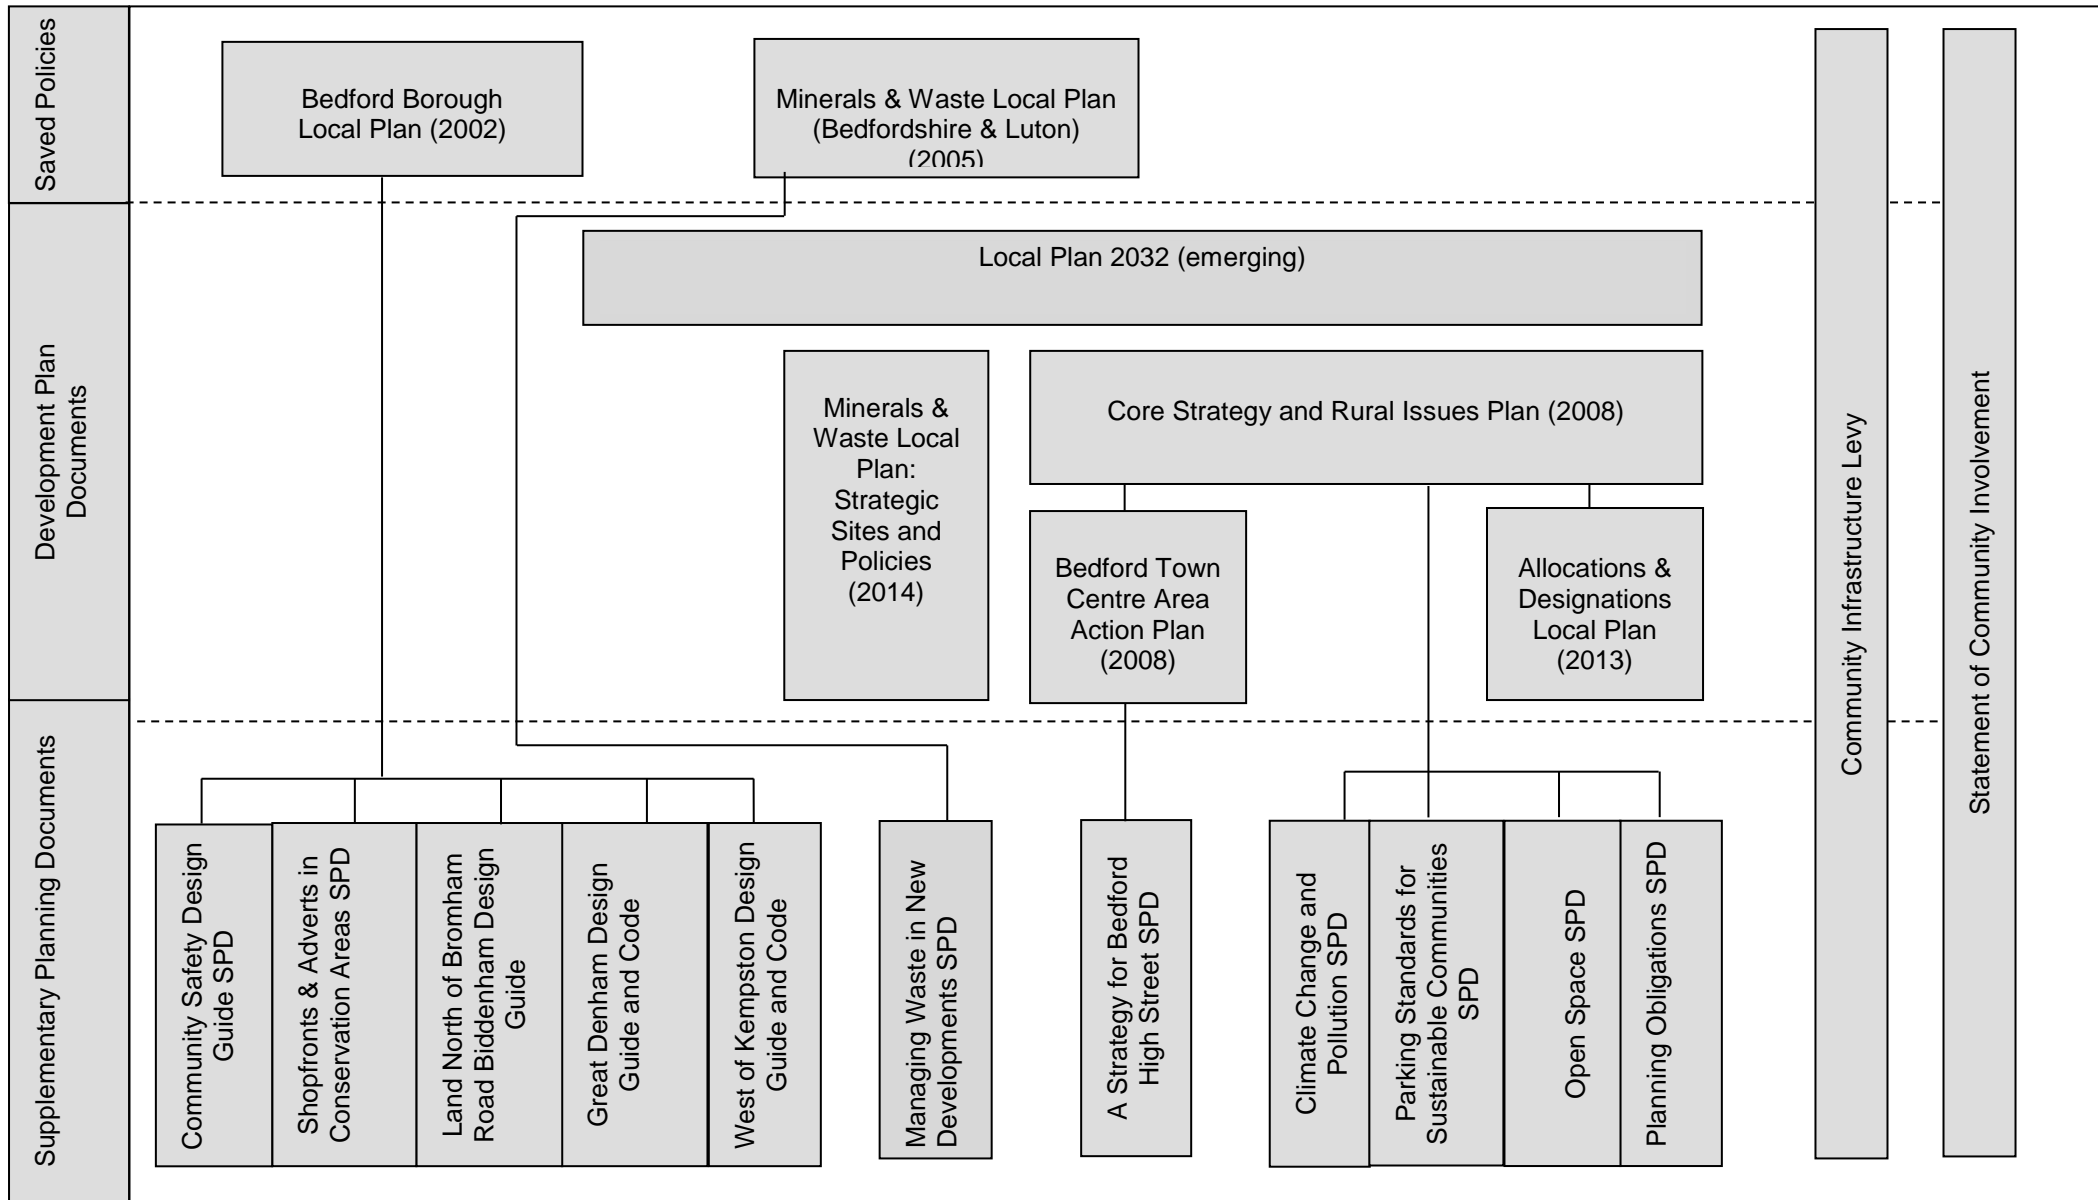 Saved Policies
Bedford Borough
Local Plan (2002)
Minerals & Waste Local Plan
(Bedfordshire & Luton)
(2005)
Development Plan
Documents
Local Plan 2032 (emerging)
Minerals &
Waste Local
Plan:
Strategic
Sites and
Policies
(2014)
Core Strategy and Rural Issues Plan (2008)
Bedford Town
Centre Area
Action Plan
(2008)
Allocations &
Designations
Local Plan
(2013)
Supplementary Planning Documents
Community Safety Design
Guide SPD
Shopfronts & Adverts in
Conservation Areas SPD
Land North of Bromham
Road Biddenham Design
Guide
Great Denham Design
Guide and Code
West of Kempston Design
Guide and Code
Managing Waste in New
Developments SPD
A Strategy for Bedford
High Street SPD
Climate Change and
Pollution SPD
Parking Standards for
Sustainable Communities
SPD
Open Space SPD
Planning Obligations SPD
Community Infrastructure Levy
Statement of Community Involvement